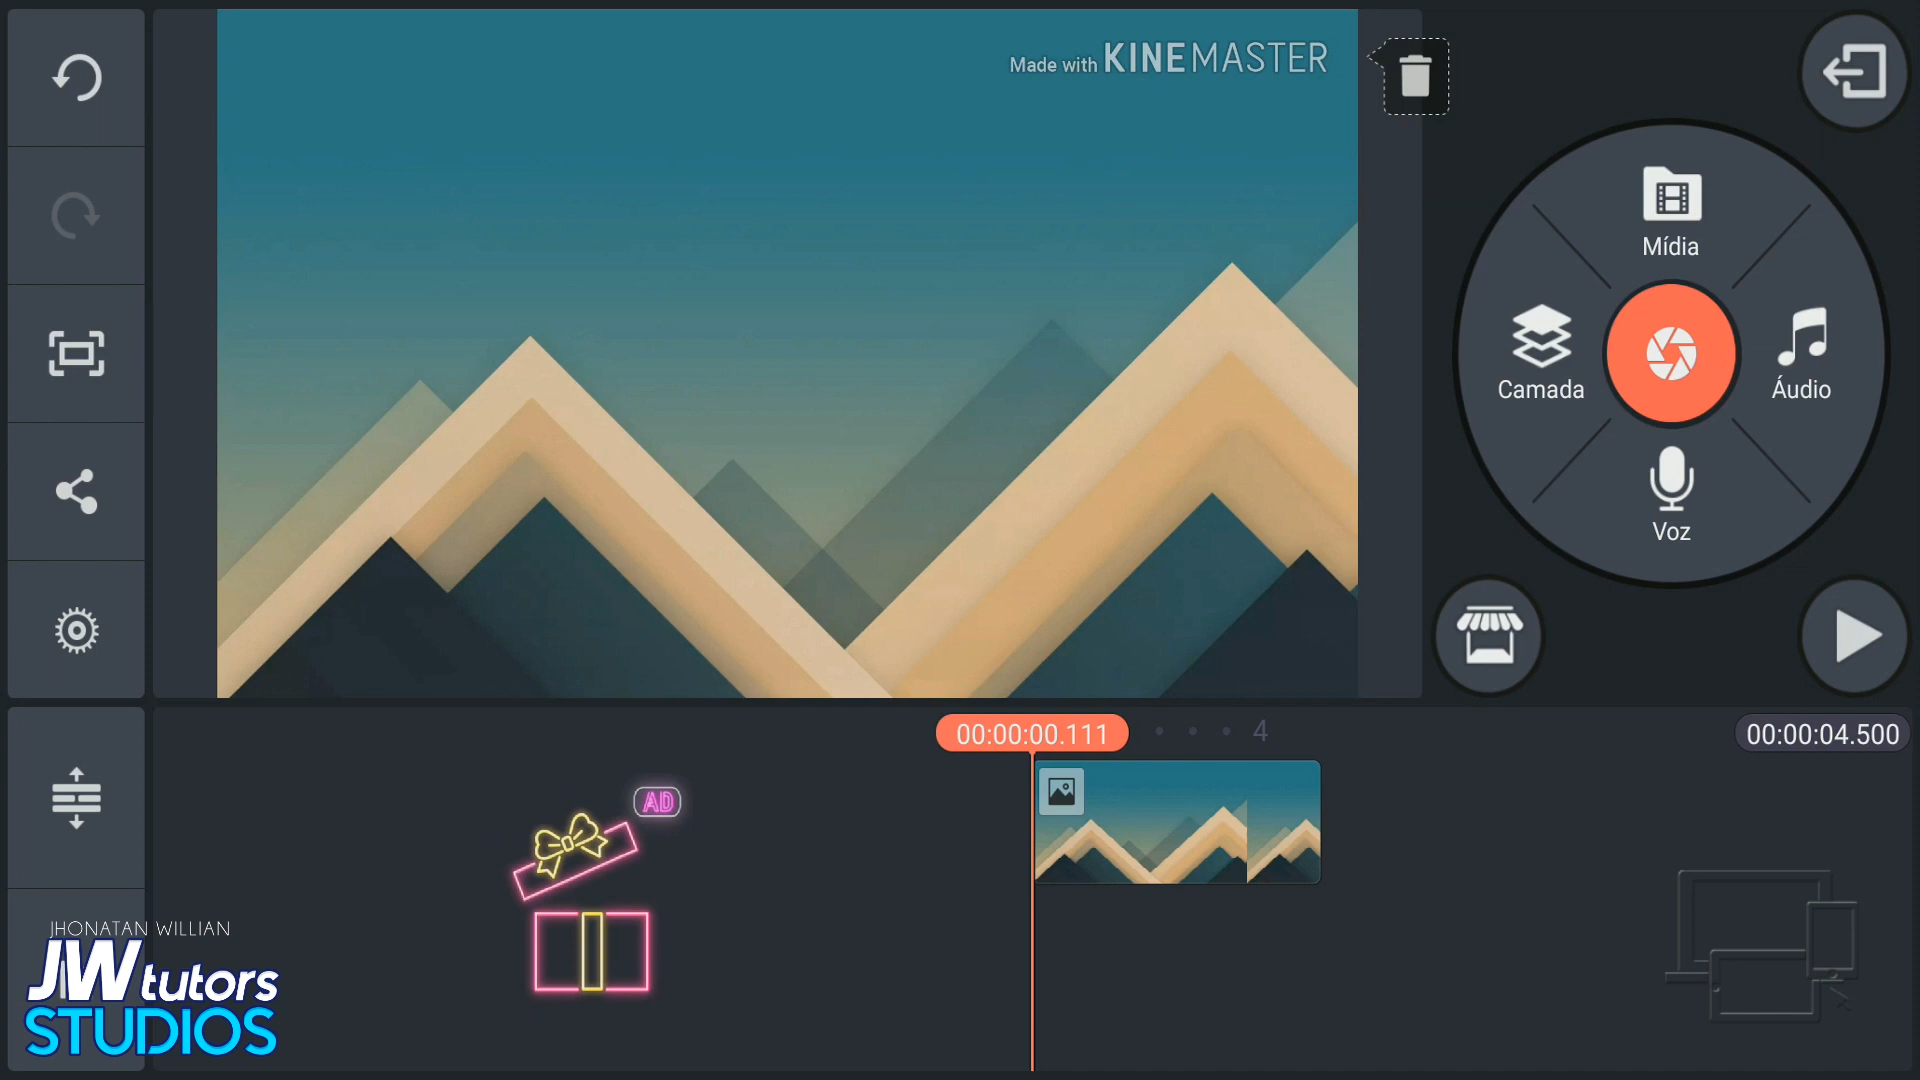 Made with KINEMASTER
Mídia
Camada
Áudio
Voz
00:00:00.111
4
00:00:04.500
AD
JHONATAN WILLIAN
JW tutors
STUDIOS